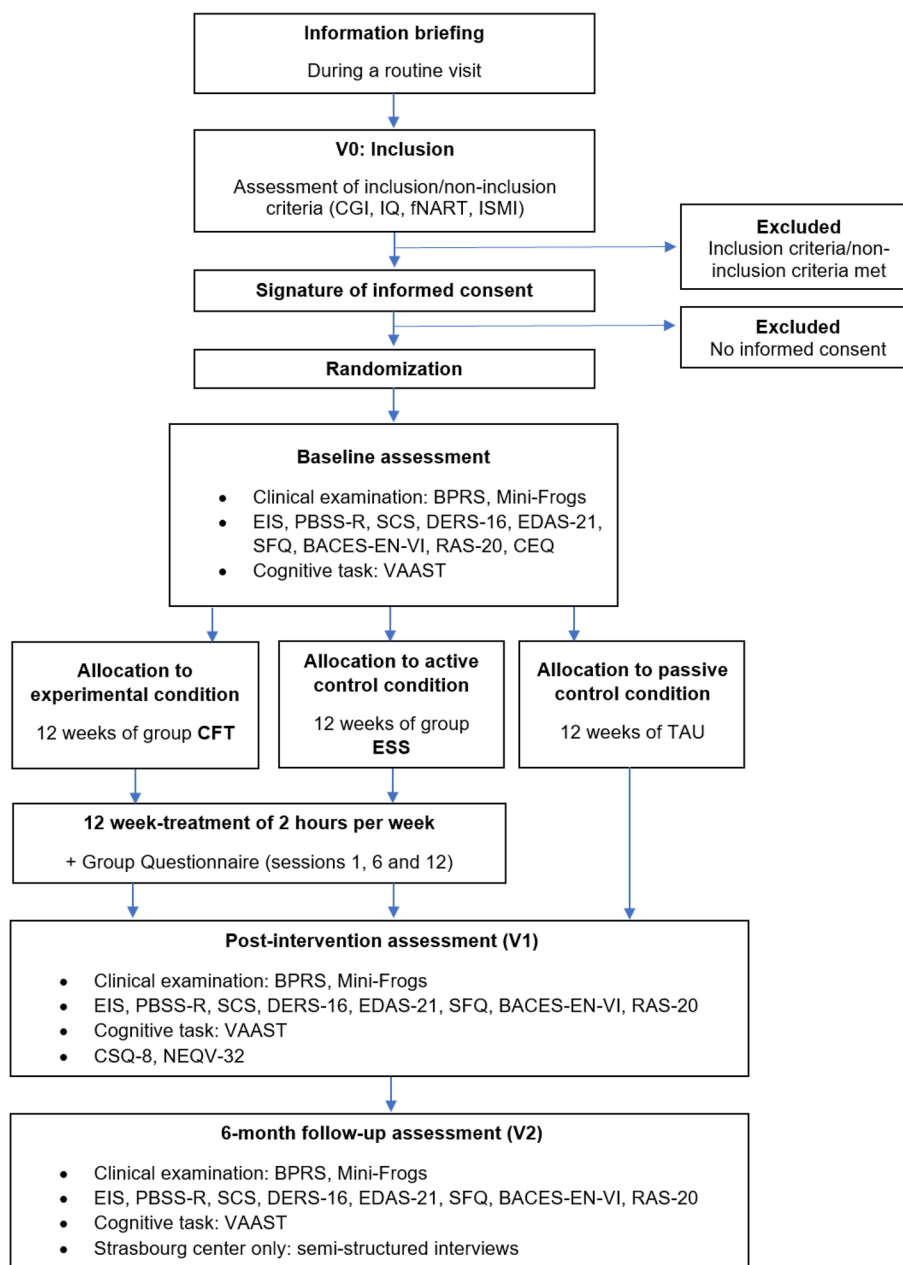 Information briefing
During a routine visit
V0: Inclusion
Assessment of inclusion/non-inclusion
criteria (CGI, IQ, fNART, ISMI)
Excluded
Inclusion criteria/non-
inclusion criteria met
Signature of informed consent
Excluded
No informed consent
Randomization
Baseline assessment
• Clinical examination: BPRS, Mini-Frogs
• EIS, PBSS-R, SCS, DERS-16, EDAS-21,
SFQ, BACES-EN-VI, RAS-20, CEQ
• Cognitive task: VAAST
Allocation to
experimental condition
12 weeks of group CFT
Allocation to active
control condition
12 weeks of group
ESS
Allocation to passive
control condition
12 weeks of TAU
12 week-treatment of 2 hours per week
+ Group Questionnaire (sessions 1, 6 and 12)
Post-intervention assessment (V1)
• Clinical examination: BPRS, Mini-Frogs
• EIS, PBSS-R, SCS, DERS-16, EDAS-21, SFQ, BACES-EN-VI, RAS-20
• Cognitive task: VAAST
• CSQ-8, NEQV-32
6-month follow-up assessment (V2)
• Clinical examination: BPRS, Mini-Frogs
• EIS, PBSS-R, SCS, DERS-16, EDAS-21, SFQ, BACES-EN-VI, RAS-20
• Cognitive task: VAAST
• Strasbourg center only: semi-structured interviews